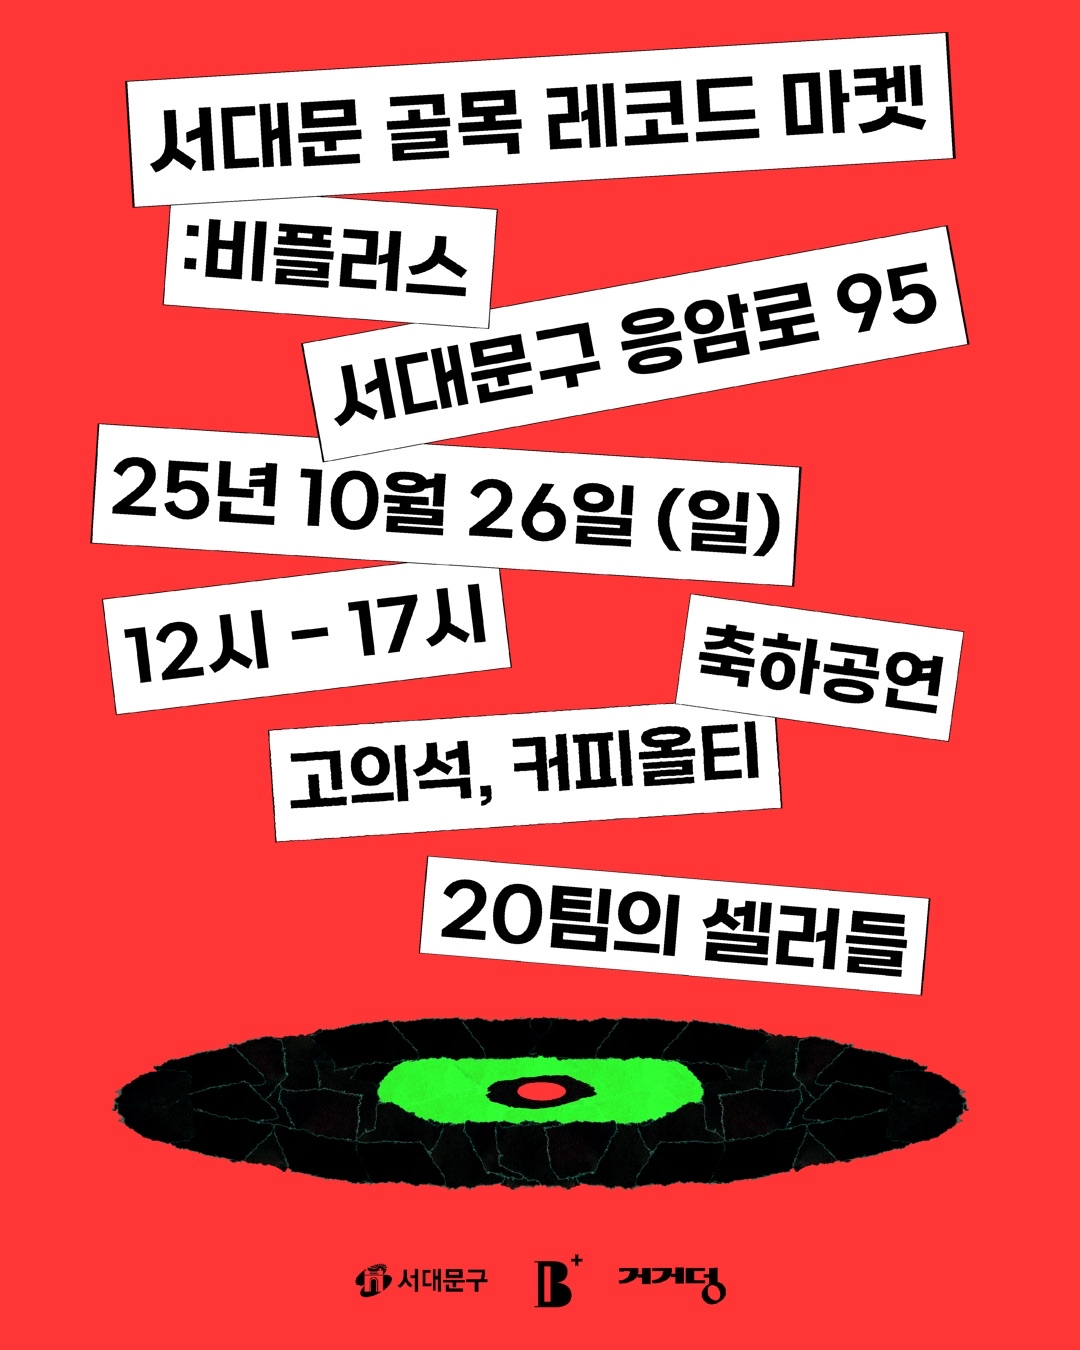 서대문 골목 레코드 마켓
:비플러스
서대문구 응암로 95
25년 10월 26일 (일)
12시 – 17시
축하공연
고의석, 커피올티
20팀의 셀러들
서대문구
B+
거거덩